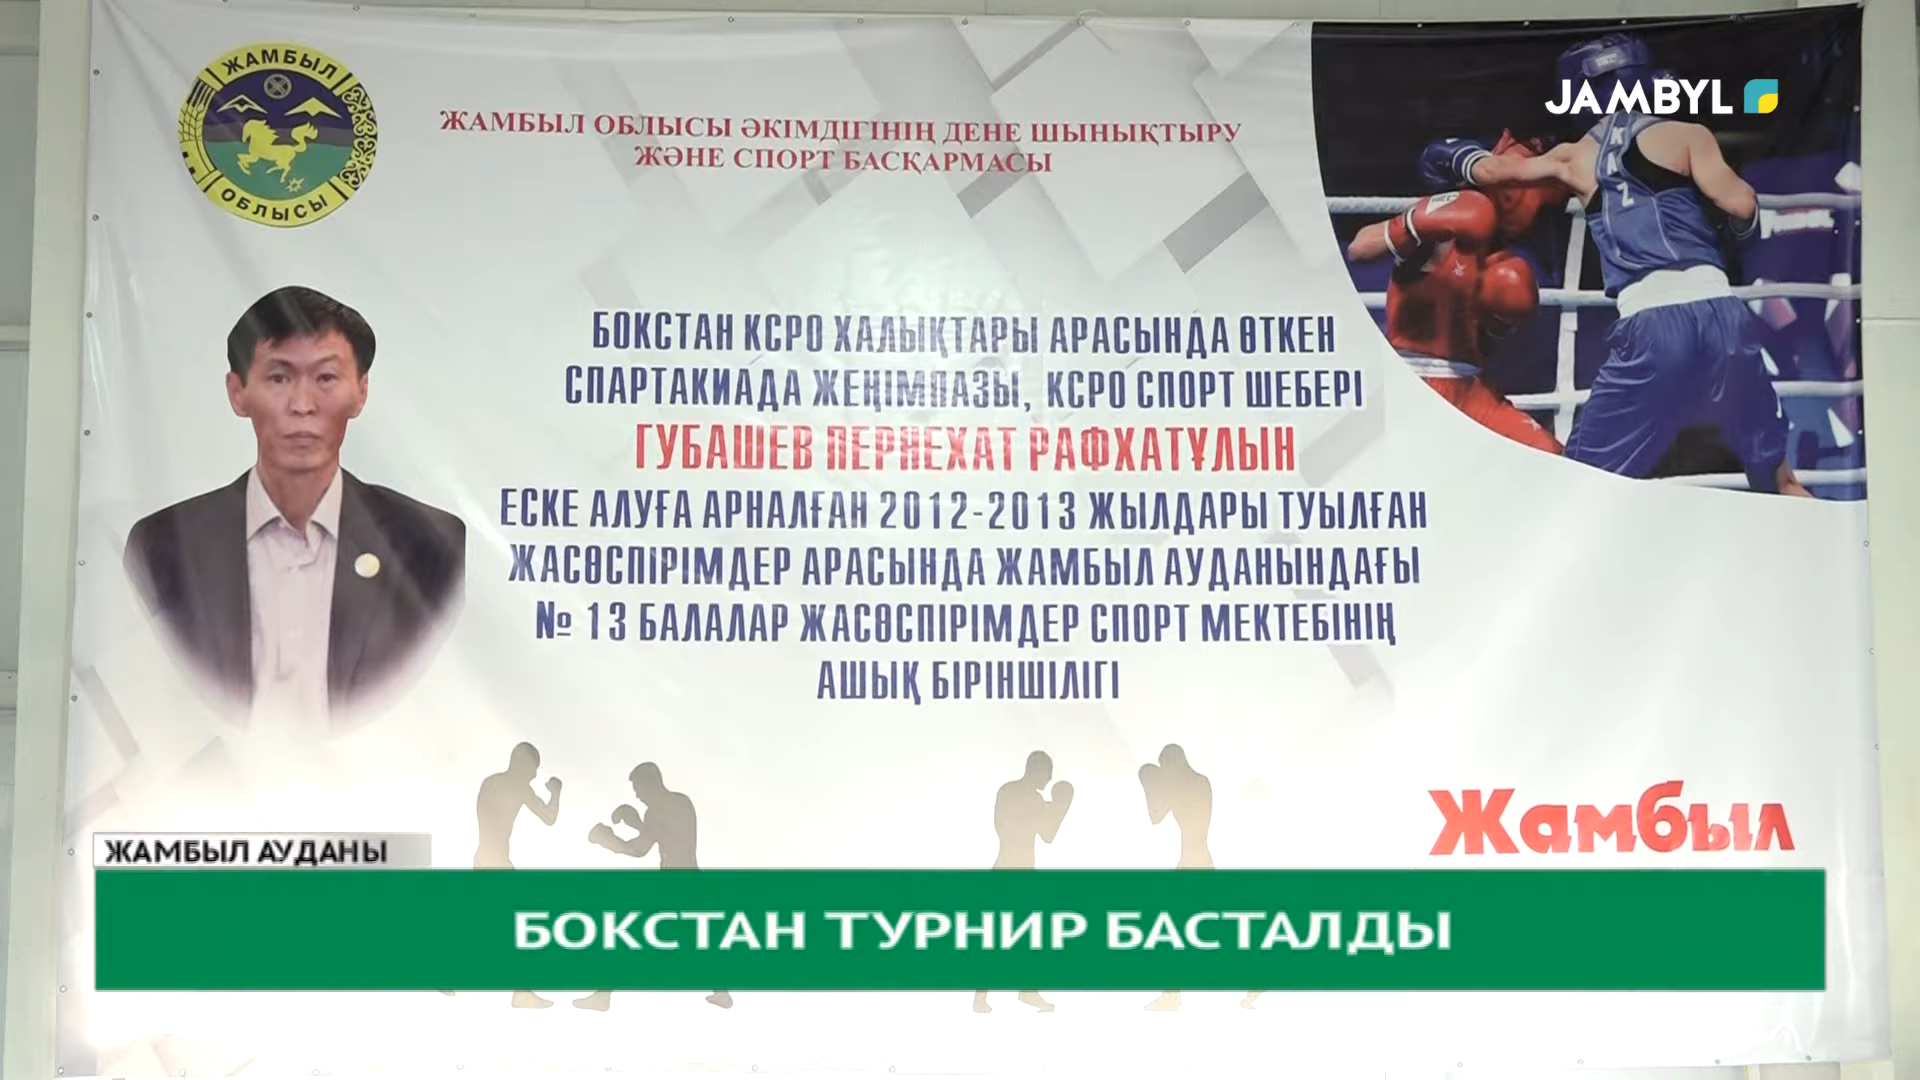 ЖАМБЫЛ
ОБЛЫСЫ
ЖАМБЫЛ ОБЛЫСЫ ӘКІМДІГІНІҢ ДЕНЕ ШЫНЫҚТЫРУ
ЖӘНЕ СПОРТ БАСҚАРМАСЫ
JAMBYL
KAZ
БОКСТАН КСРО ХАЛЫҚТАРЫ АРАСЫНДА ӨТКЕН
СПАРТАКИАДА ЖЕҢІМПАЗЫ, КСРО СПОРТ ШЕБЕРІ
ГУБАШЕВ ПЕРНЕХАТ РАФХАТҰЛЫН
ЕСКЕ АЛУҒА АРНАЛҒАН 2012-2013 ЖЫЛДАРЫ ТУЫЛҒАН
ЖАСӨСПІРІМДЕР АРАСЫНДА ЖАМБЫЛ АУДАНЫНДАҒЫ
№ 13 БАЛАЛАР ЖАСӨСПІРІМДЕР СПОРТ МЕКТЕБІНІҢ
АШЫҚ БІРІНШІЛІГІ
Жамбыл
ЖАМБЫЛ АУДАНЫ
БОКСТАН ТУРНИР БАСТАЛДЫ